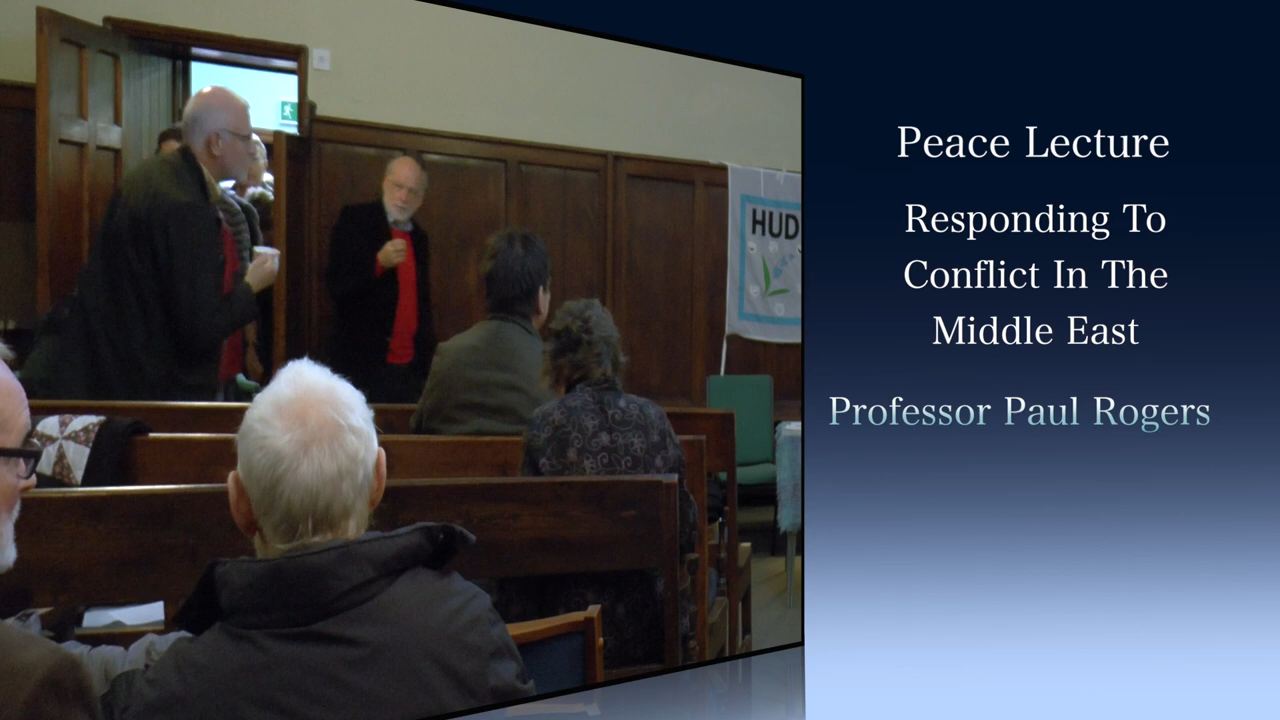 Peace Lecture
Responding To
Conflict In The
Middle East
Professor Paul Rogers
HUD